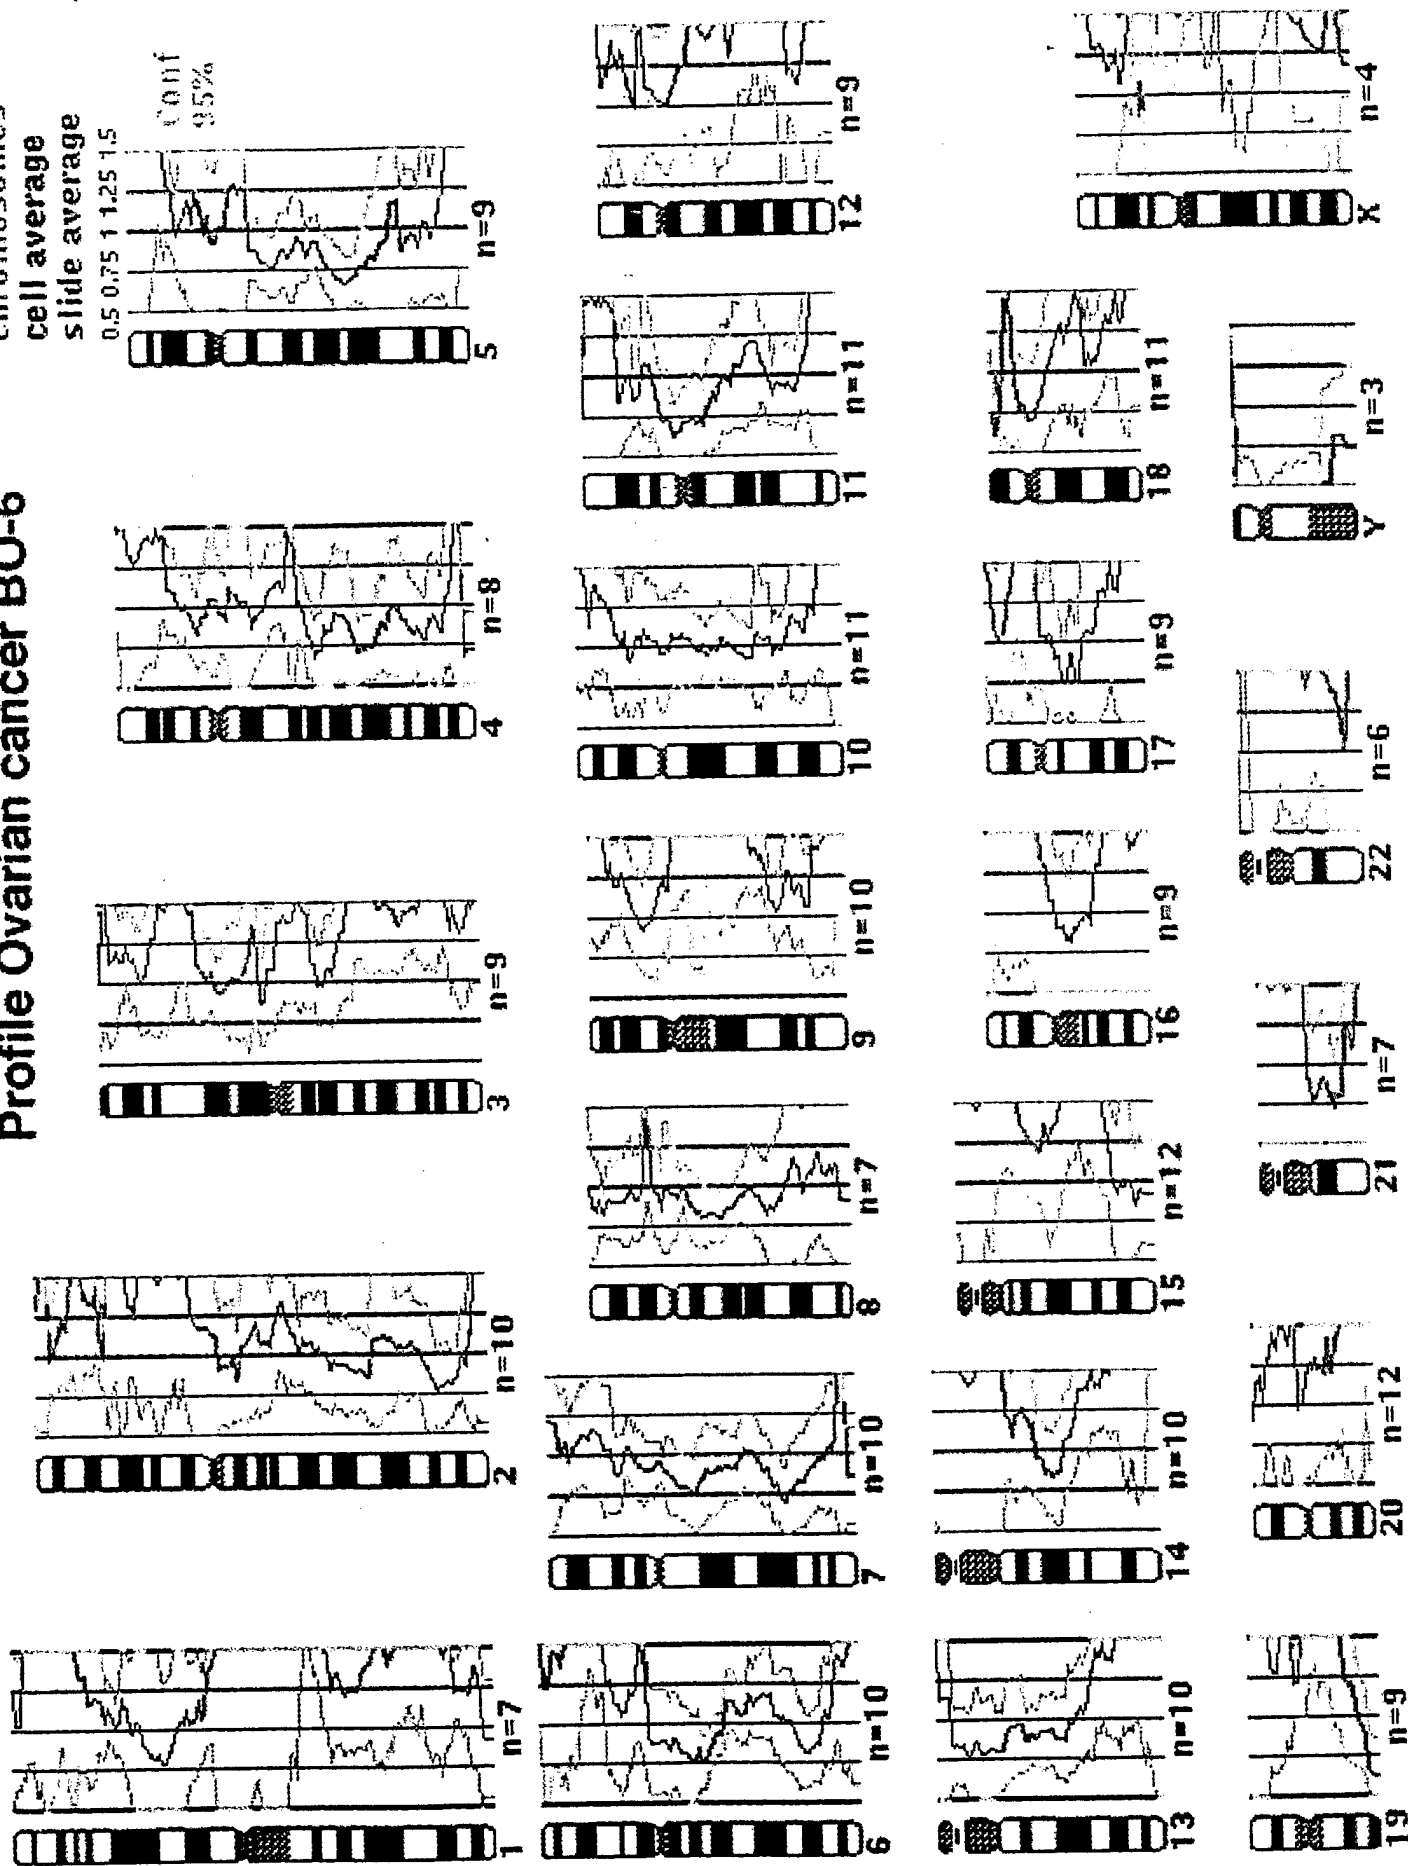 Profile Ovarian cancer BO-6
cell average
slide average
0.5 0.75 1 1.25 1.5
Conf
95%
1
n=7
2
n=10
3
n=9
4
n=8
5
n=9
6
n=10
7
n=10
8
n=7
9
n=10
10
n=11
11
n=11
12
n=9
13
n=10
14
n=10
15
n=12
16
n=9
17
n=9
18
n=11
X
n=4
19
n=9
20
n=12
21
n=7
22
n=6
Y
n=3